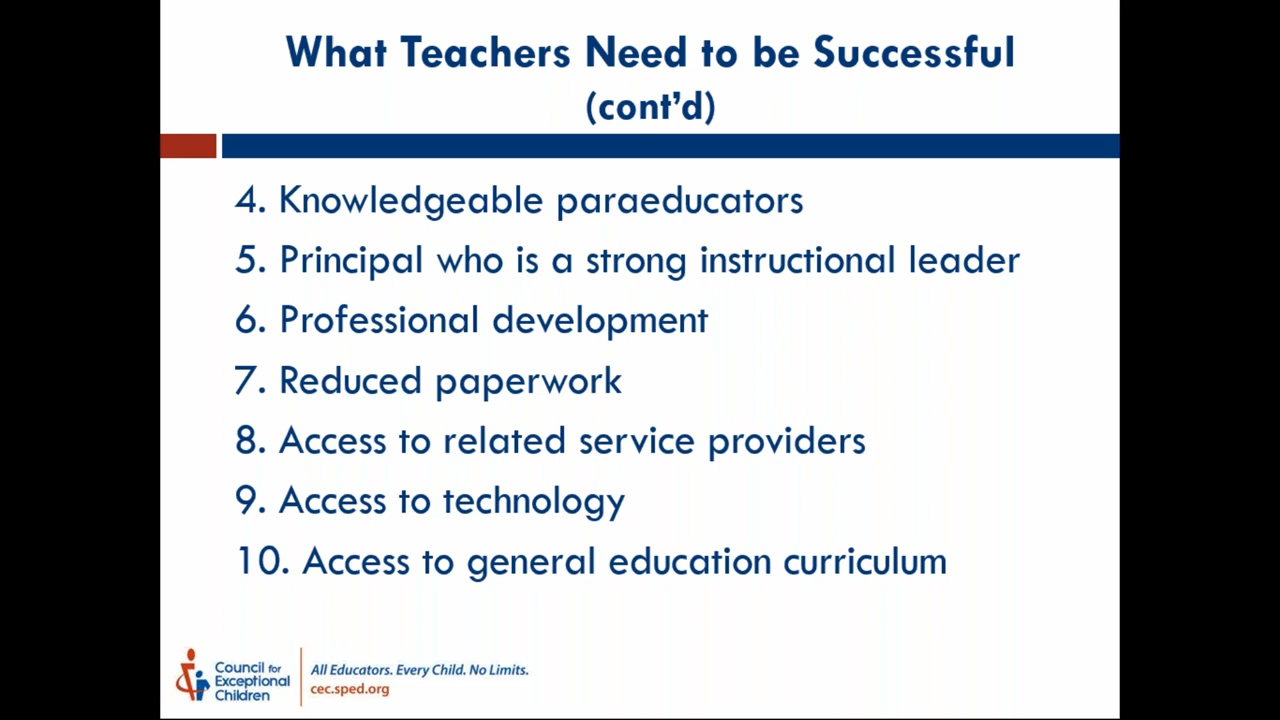 What Teachers Need to be Successful
(cont’d)
4. Knowledgeable paraeducators
5. Principal who is a strong instructional leader
6. Professional development
7. Reduced paperwork
8. Access to related service providers
9. Access to technology
10. Access to general education curriculum
Council for
Exceptional
Children
All Educators. Every Child. No Limits.
cec.sped.org